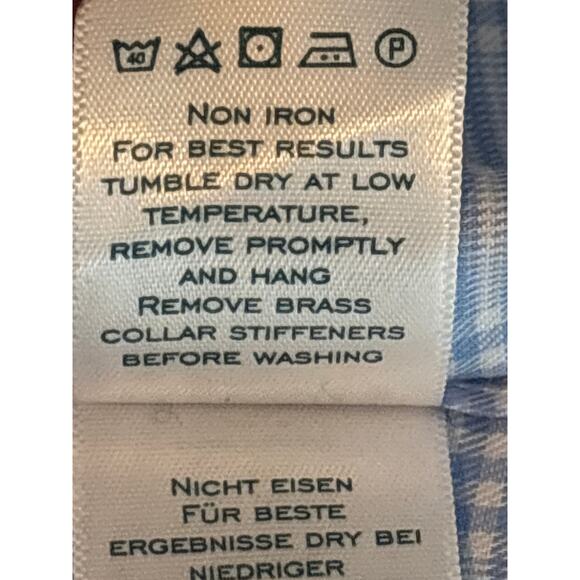 40 P
NON IRON
FOR BEST RESULTS
TUMBLE DRY AT LOW
TEMPERATURE,
REMOVE PROMPTLY
AND HANG
REMOVE BRASS
COLLAR STIFFENERS
BEFORE WASHING
NICHT EISEN
FÜR BESTE
ERGEBNISSE DRY BEI
NIEDRIGER